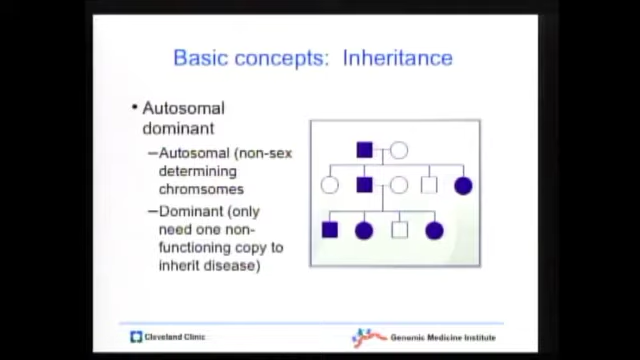 Basic concepts: Inheritance
• Autosomal
dominant
–Autosomal (non-sex
determining
chromsomes
–Dominant (only
need one non-
functioning copy to
inherit disease)
Cleveland Clinic
Genomic Medicine Institute